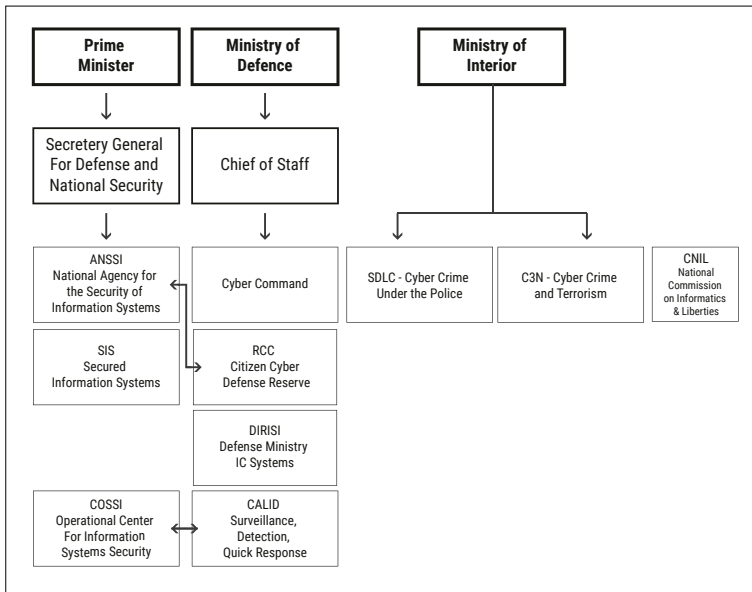 Prime
Minister
Ministry of
Defence
Ministry of
Interior
Secretery General
For Defense and
National Security
Chief of Staff
ANSSI
National Agency for
the Security of
Information Systems
Cyber Command
SDLC - Cyber Crime
Under the Police
C3N - Cyber Crime
and Terrorism
CNIL
National
Commission
on Informatics
& Liberties
SIS
Secured
Information Systems
RCC
Citizen Cyber
Defense Reserve
DIRISI
Defense Ministry
IC Systems
COSSI
Operational Center
For Information
Systems Security
CALID
Surveillance,
Detection,
Quick Response